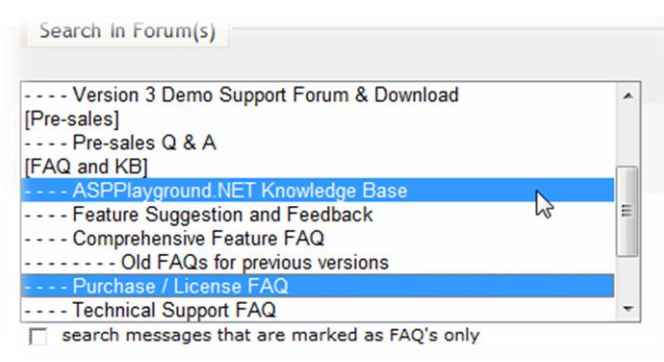 Search In Forum(s)
- - - - Version 3 Demo Support Forum & Download
[Pre-sales]
- - - - Pre-sales Q & A
[FAQ and KB]
- - - - ASPPlayground.NET Knowledge Base
- - - - Feature Suggestion and Feedback
- - - - Comprehensive Feature FAQ
- - - - - - - - Old FAQs for previous versions
- - - - Purchase / License FAQ
- - - - Technical Support FAQ
search messages that are marked as FAQ's only